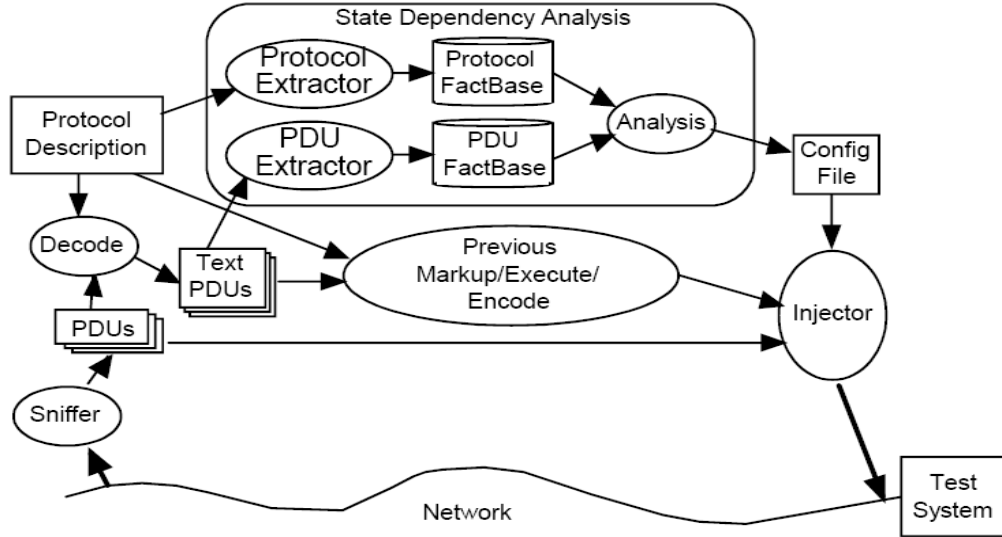 State Dependency Analysis
Protocol
Extractor
Protocol
FactBase
Protocol
Description
PDU
Extractor
PDU
FactBase
Analysis
Config
File
Decode
Text
PDUs
Previous
Markup/Execute/
Encode
Injector
PDUs
Sniffer
Network
Test
System